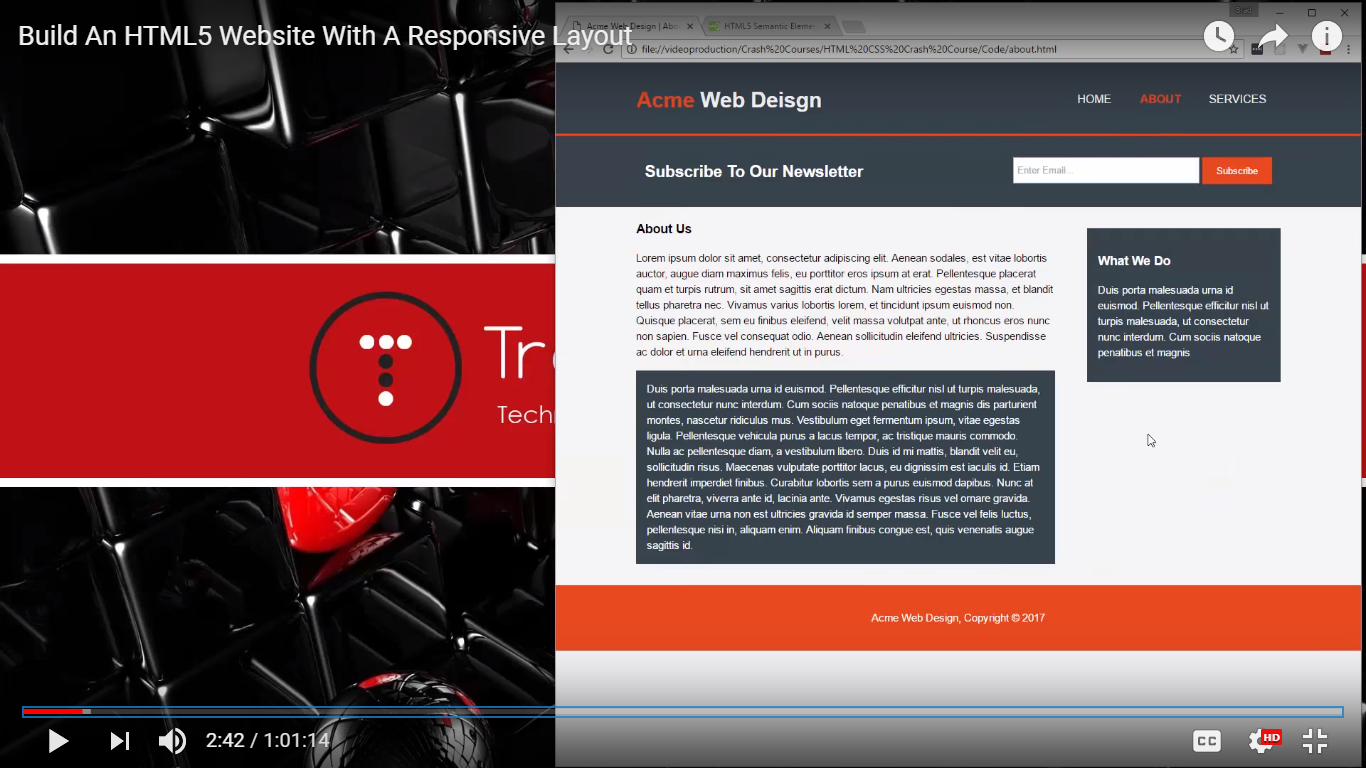 Build An HTML5 Website With A Responsive Layout
Acme Web Design | Abo
HTML5 Semantic Eleme
file://videoproduction/Crash%20Courses/HTML%20CSS%20Crash%20Course/Code/about.html
Acme Web Deisgn
HOME ABOUT SERVICES
Subscribe To Our Newsletter
Enter Email...
Subscribe
About Us
Lorem ipsum dolor sit amet, consectetur adipiscing elit. Aenean sodales, est vitae lobortis
auctor, augue diam maximus felis, eu porttitor eros ipsum at erat. Pellentesque placerat
quam et turpis rutrum, sit amet sagittis erat dictum. Nam ultricies egestas massa, et blandit
tellus pharetra nec. Vivamus varius lobortis lorem, et tincidunt ipsum euismod non.
Quisque placerat, sem eu finibus eleifend, velit massa volutpat ante, ut rhoncus eros nunc
non sapien. Fusce vel consequat odio. Aenean sollicitudin eleifend ultricies. Suspendisse
ac dolor et urna eleifend hendrerit ut in purus.
Duis porta malesuada urna id euismod. Pellentesque efficitur nisl ut turpis malesuada,
ut consectetur nunc interdum. Cum sociis natoque penatibus et magnis dis parturient
montes, nascetur ridiculus mus. Vestibulum eget fermentum ipsum, vitae egestas
ligula. Pellentesque vehicula purus a lacus tempor, ac tristique mauris commodo.
Nulla ac pellentesque diam, a vestibulum libero. Duis id mi mattis, blandit velit eu,
sollicitudin risus. Maecenas vulputate porttitor lacus, eu dignissim est iaculis id. Etiam
hendrerit imperdiet finibus. Curabitur lobortis sem a purus euismod dapibus. Nunc at
elit pharetra, viverra ante id, lacinia ante. Vivamus egestas risus vel ornare gravida.
Aenean vitae urna non est ultricies gravida id semper massa. Fusce vel felis luctus,
pellentesque nisi in, aliquam enim. Aliquam finibus congue est, quis venenatis augue
sagittis id.
What We Do
Duis porta malesuada urna id
euismod. Pellentesque efficitur nisl ut
turpis malesuada, ut consectetur
nunc interdum. Cum sociis natoque
penatibus et magnis
Tr
Tech
Acme Web Design, Copyright © 2017
2:42 / 1:01:14
CC
HD